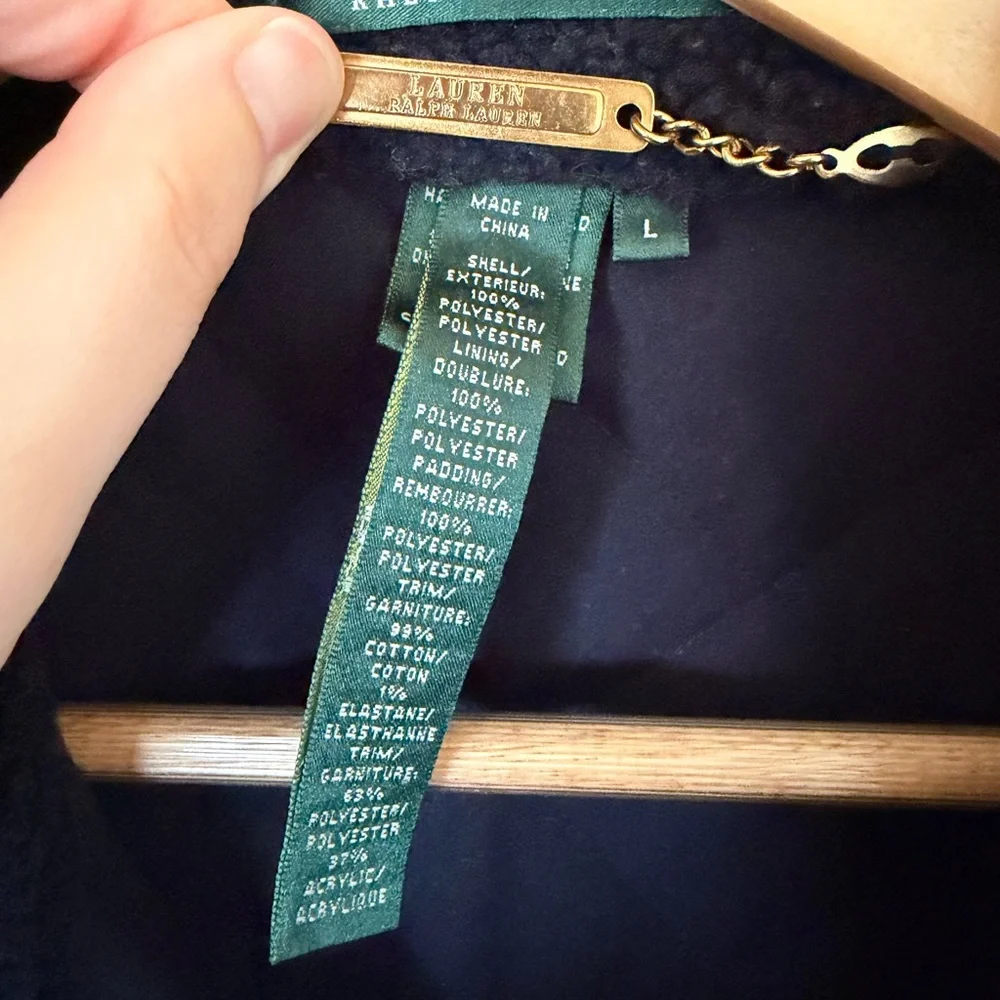 LAUREN
RALPH LAUREN
L
MADE IN
CHINA
SHELL/
EXTERIEUR:
100%
POLYESTER/
POLYESTER
LINING/
DOUBLURE:
100%
POLYESTER/
POLYESTER
PADDING/
REMBOURRER:
100%
POLYESTER/
POLYESTER
TRIM/
GARNITURE:
99%
COTTON/
COTON
1%
ELASTANE/
ELASTHANNE
TRIM/
GARNITURE:
63%
POLYESTER/
POLYESTER
37%
ACRYLIC/
ACRYLIQUE